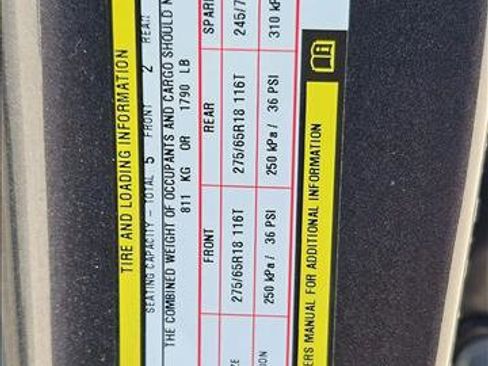 TIRE AND LOADING INFORMATION
SEATING CAPACITY – TOTAL 5 FRONT 2 REAR
THE COMBINED WEIGHT OF OCCUPANTS AND CARGO SHOULD
811 KG OR 1790 LB
FRONT REAR
275/65R18 116T 275/65R18 116T 245/7
250 kPa / 36 PSI 250 kPa / 36 PSI 310 k
MANUAL FOR ADDITIONAL INFORMATION